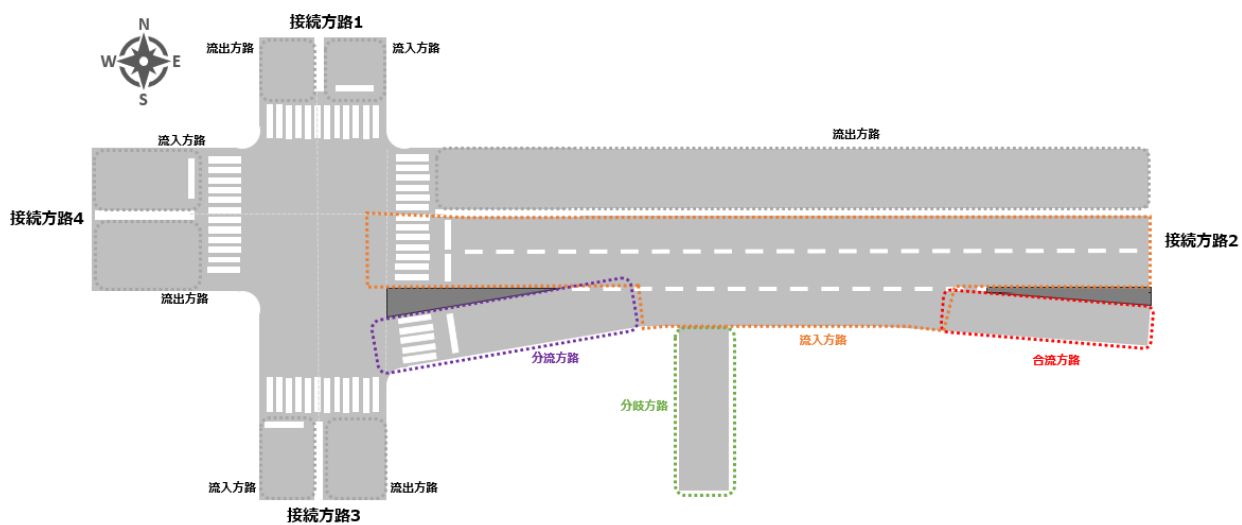 接続方路1
N
W
E
S
流出方路
流入方路
流入方路
流出方路
接続方路4
接続方路2
流出方路
分流方路
流入方路
合流方路
分岐方路
流入方路
流出方路
接続方路3